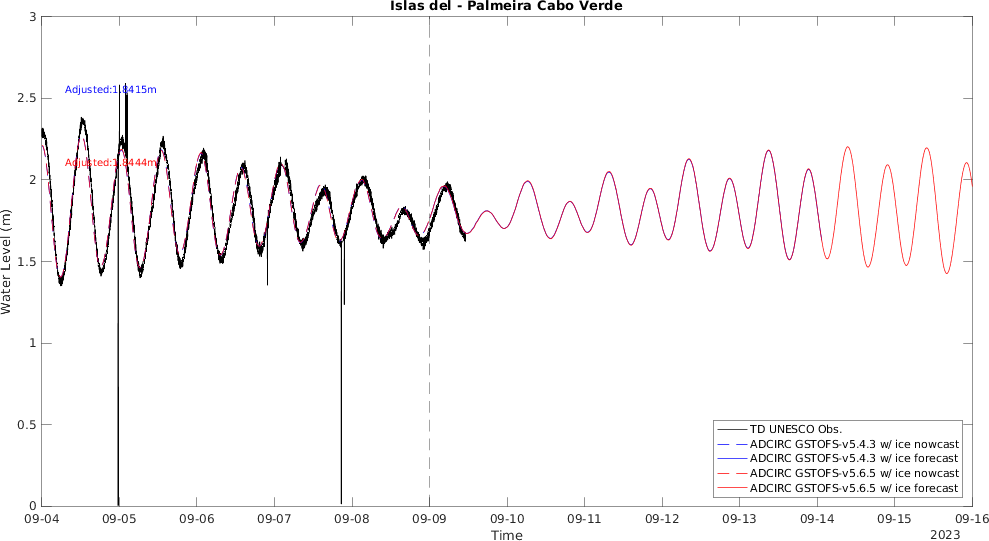 Islas del - Palmeira Cabo Verde
3
2.5
2
1.5
1
0.5
0
Water Level (m)
Adjusted:1.8415m
Adjusted:1.8444m
TD UNESCO Obs.
ADCIRC GSTOFS-v5.4.3 w/ ice nowcast
ADCIRC GSTOFS-v5.4.3 w/ ice forecast
ADCIRC GSTOFS-v5.6.5 w/ ice nowcast
ADCIRC GSTOFS-v5.6.5 w/ ice forecast
09-04 09-05 09-06 09-07 09-08 09-09 09-10 09-11 09-12 09-13 09-14 09-15 09-16
Time
2023